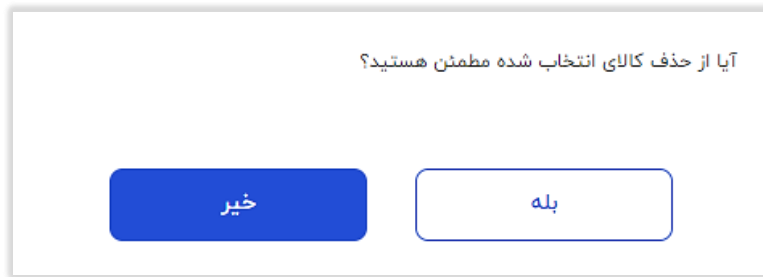 آیا از حذف کالای انتخاب شده مطمئن هستید؟
بله
خیر